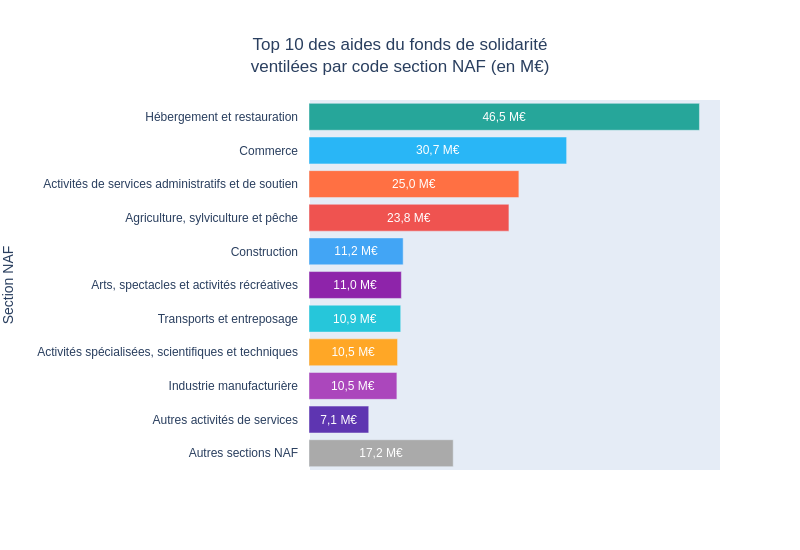 Top 10 des aides du fonds de solidarité
ventilées par code section NAF (en M€)
Section NAF
Hébergement et restauration 46,5 M€
Commerce 30,7 M€
Activités de services administratifs et de soutien 25,0 M€
Agriculture, sylviculture et pêche 23,8 M€
Construction 11,2 M€
Arts, spectacles et activités récréatives 11,0 M€
Transports et entreposage 10,9 M€
Activités spécialisées, scientifiques et techniques 10,5 M€
Industrie manufacturière 10,5 M€
Autres activités de services 7,1 M€
Autres sections NAF 17,2 M€